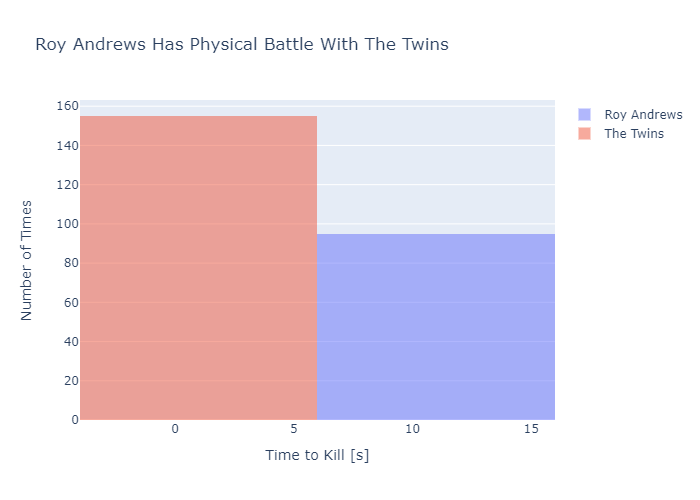 Roy Andrews Has Physical Battle With The Twins
160
140
120
100
80
60
40
20
0
Number of Times
0 5 10 15
Time to Kill [s]
Roy Andrews
The Twins